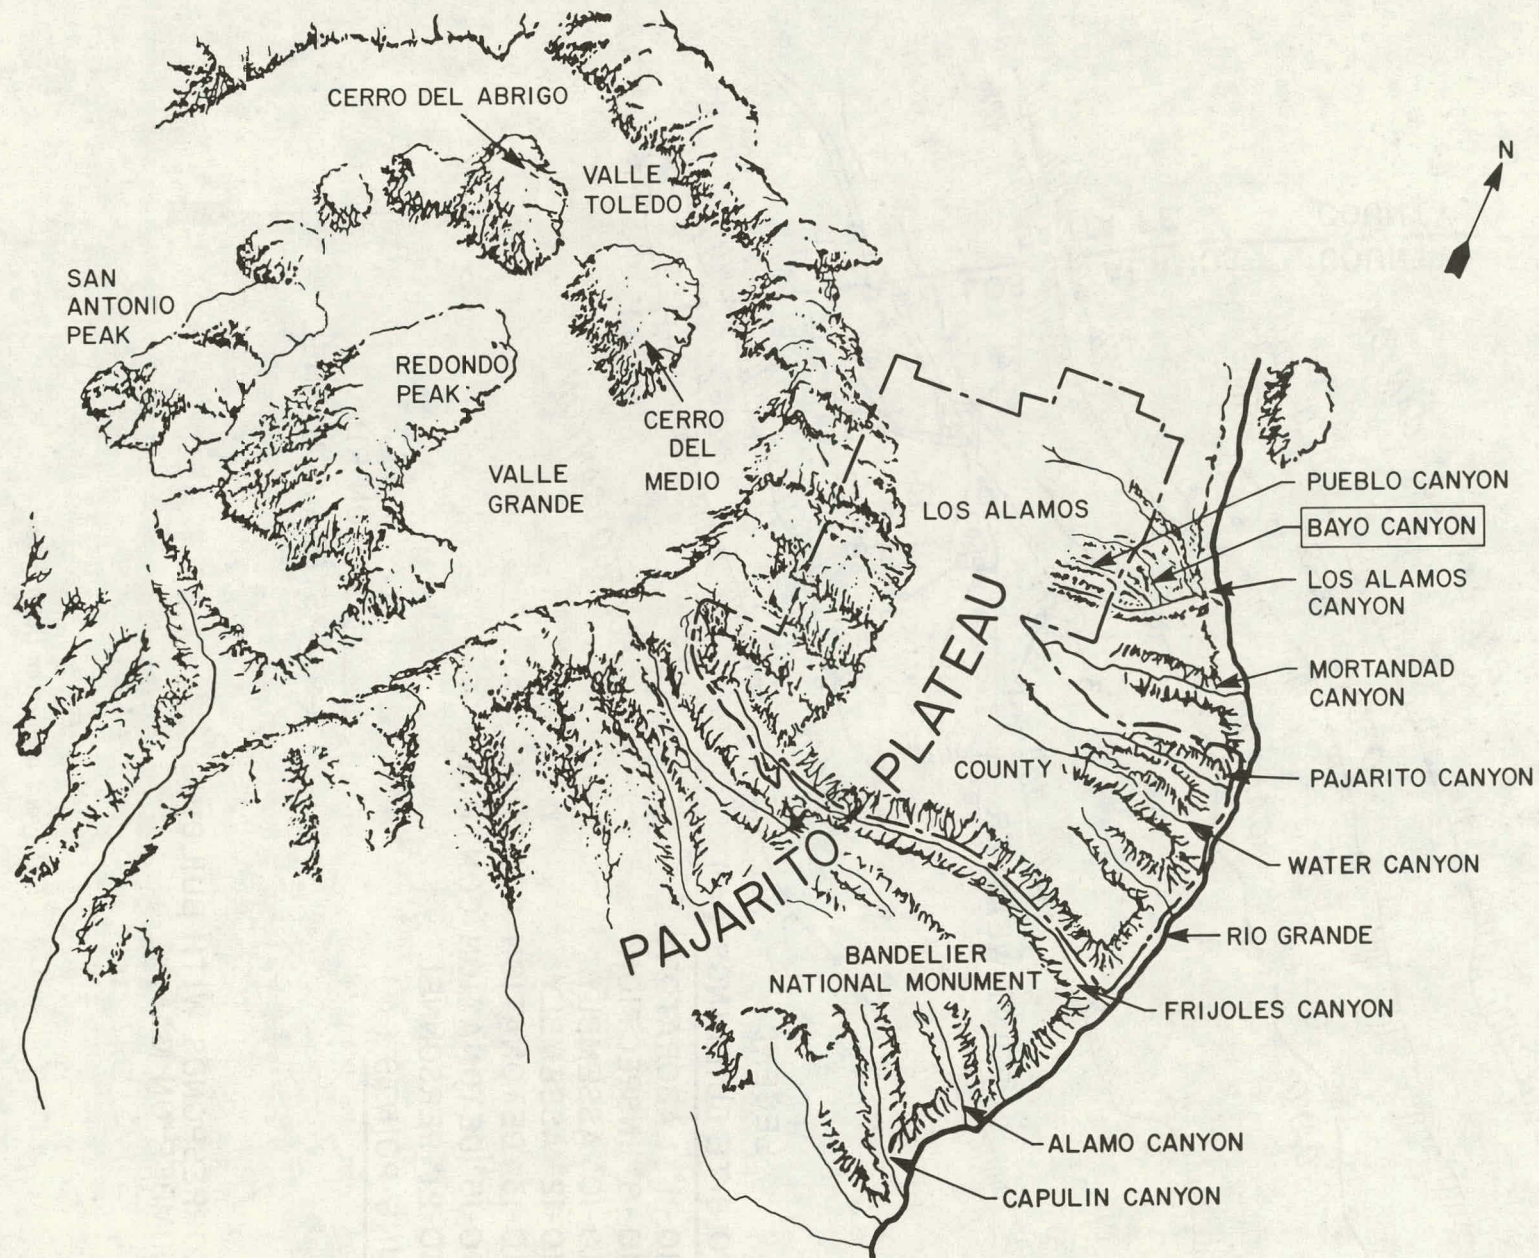 CERRO DEL ABRIGO
VALLE
TOLEDO
N
SAN
ANTONIO
PEAK
REDONDO
PEAK
CERRO
DEL
MEDIO
VALLE
GRANDE
LOS ALAMOS
PUEBLO CANYON
BAYO CANYON
LOS ALAMOS
CANYON
MORTANDAD
CANYON
COUNTY
PAJARITO CANYON
PAJARITO PLATEAU
WATER CANYON
RIO GRANDE
BANDELIER
NATIONAL MONUMENT
FRIJOLES CANYON
ALAMO CANYON
CAPULIN CANYON